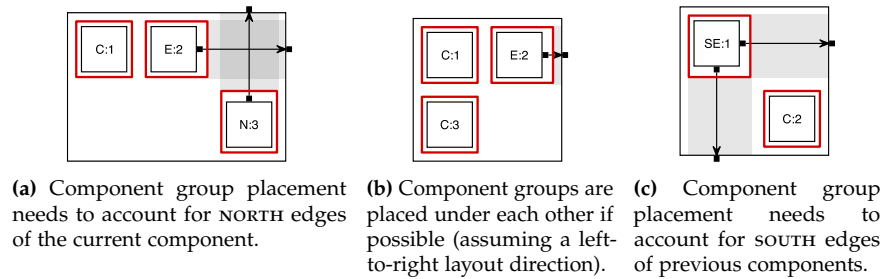 C:1
E:2
N:3
C:1
E:2
C:3
SE:1
C:2
(a) Component group placement
needs to account for NORTH edges
of the current component.
(b) Component groups are
placed under each other if
possible (assuming a left-
to-right layout direction).
(c) Component group
placement needs to
account for SOUTH edges
of previous components.